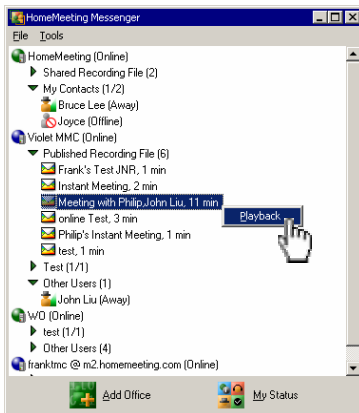 HomeMeeting Messenger
File Tools
HomeMeeting (Online)
Shared Recording File (2)
My Contacts (1/2)
Bruce Lee (Away)
Joyce (Offline)
Violet MMC (Online)
Published Recording File (6)
Frank's Test JNR, 1 min
Instant Meeting, 2 min
Meeting with Philip,John Liu, 11 min
Playback
online Test, 3 min
Philip's Instant Meeting, 1 min
test, 1 min
Test (1/1)
Other Users (1)
John Liu (Away)
WO (Online)
test (1/1)
Other Users (4)
franktmc @ m2.homemeeting.com (Online)
Add Office My Status